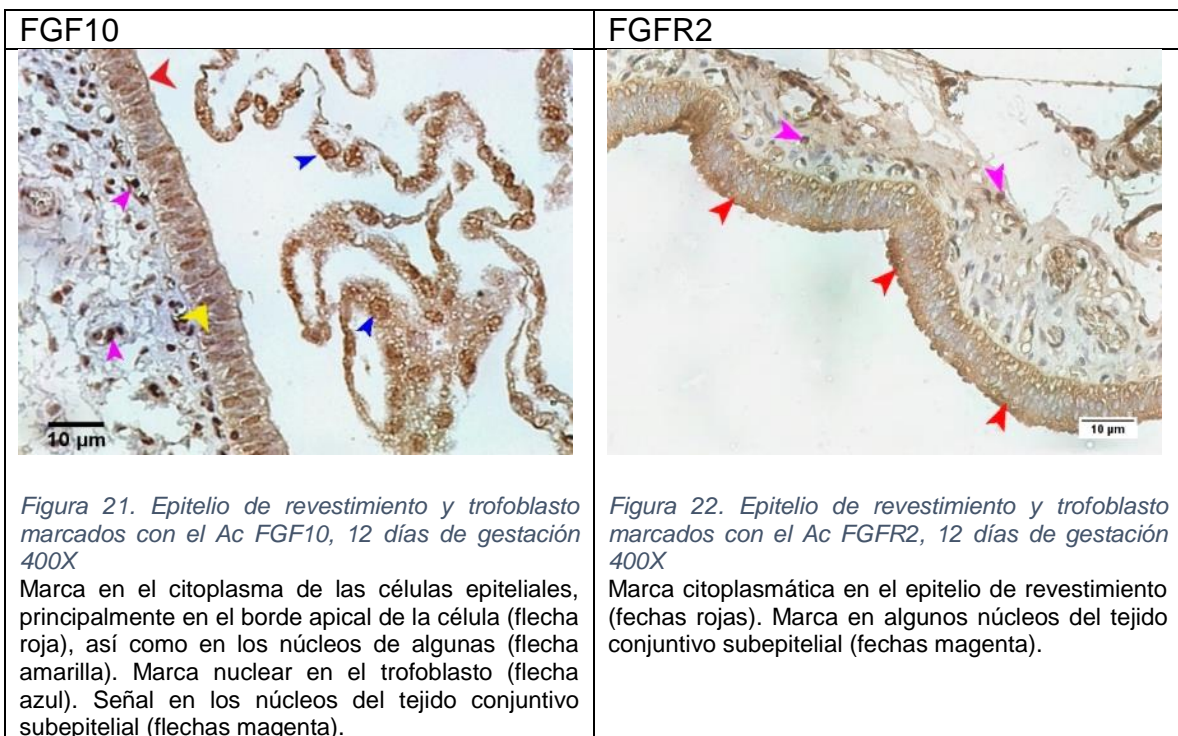 FGF10
FGFR2
10 µm
10 µm
Figura 21. Epitelio de revestimiento y trofoblasto
marcados con el Ac FGF10, 12 días de gestación
400X
Marca en el citoplasma de las células epiteliales,
principalmente en el borde apical de la célula (flecha
roja), así como en los núcleos de algunas (flecha
amarilla). Marca nuclear en el trofoblasto (flecha
azul). Señal en los núcleos del tejido conjuntivo
subepitelial (flechas magenta).
Figura 22. Epitelio de revestimiento y trofoblasto
marcados con el Ac FGFR2, 12 días de gestación
400X
Marca citoplasmática en el epitelio de revestimiento
(fechas rojas). Marca en algunos núcleos del tejido
conjuntivo subepitelial (fechas magenta).